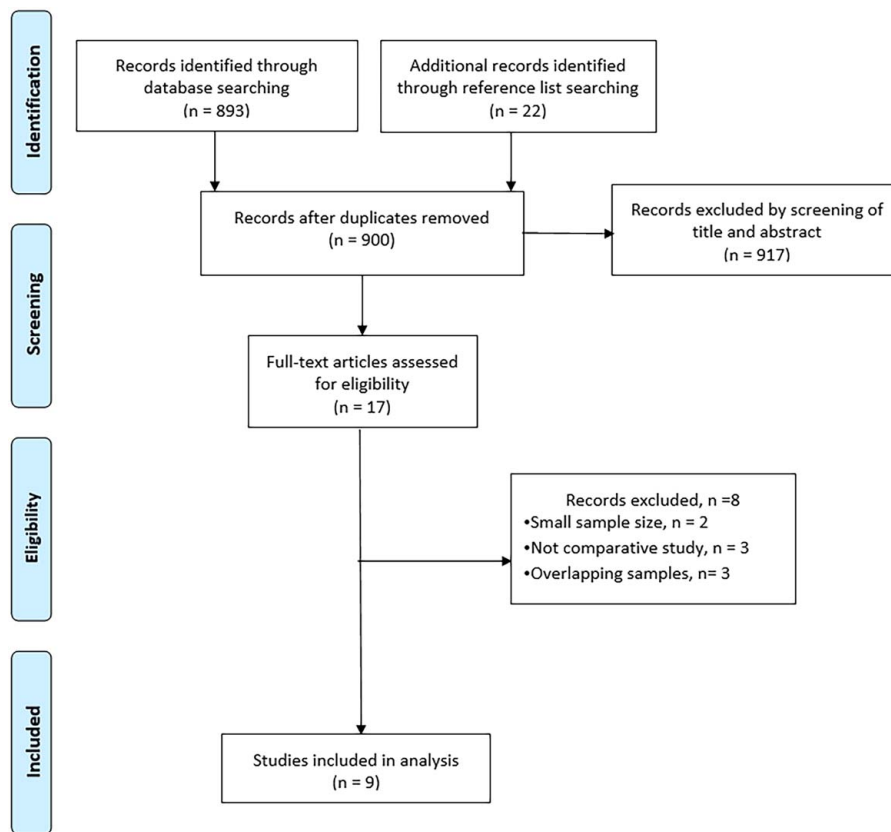 Identification
Records identified through
database searching
(n = 893)
Additional records identified
through reference list searching
(n = 22)
Records after duplicates removed
(n = 900)
Records excluded by screening of
title and abstract
(n = 917)
Screening
Full-text articles assessed
for eligibility
(n = 17)
Eligibility
Records excluded, n =8
•Small sample size, n = 2
•Not comparative study, n = 3
•Overlapping samples, n= 3
Included
Studies included in analysis
(n = 9)